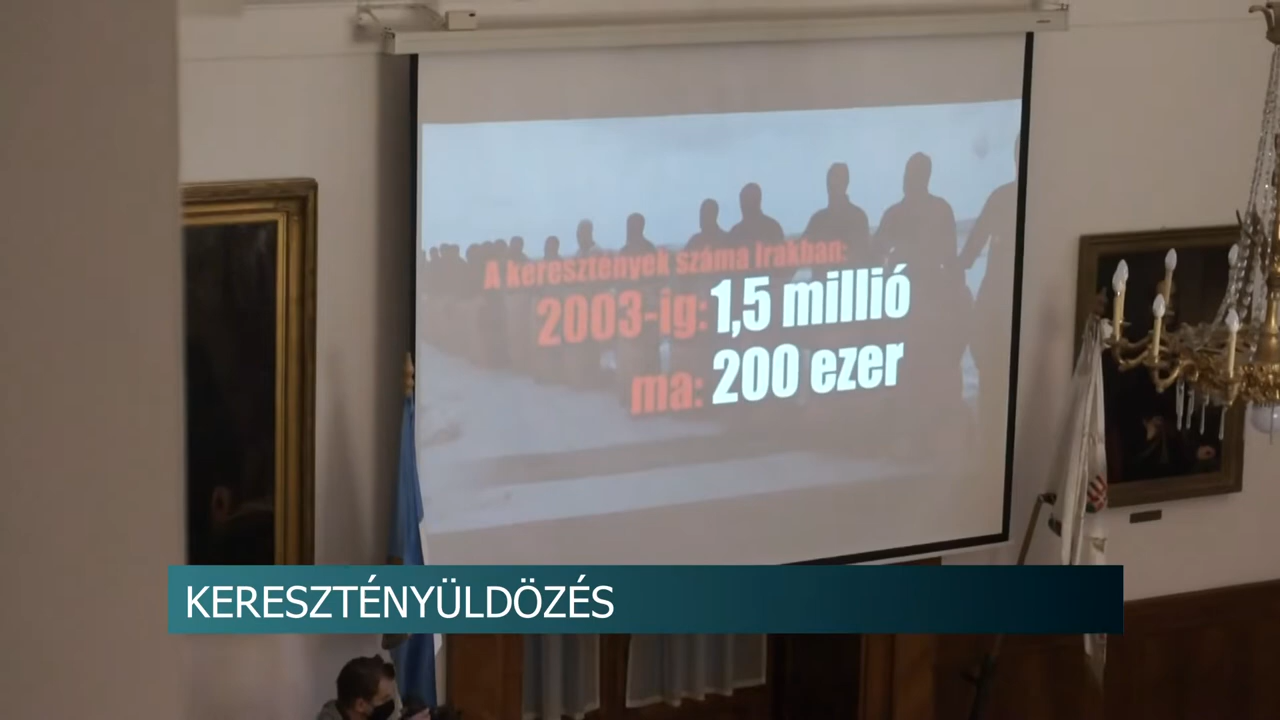 A keresztények száma Irakban:
2003-ig: 1,5 millió
ma: 200 ezer
KERESZTÉNYÜLDÖZÉS